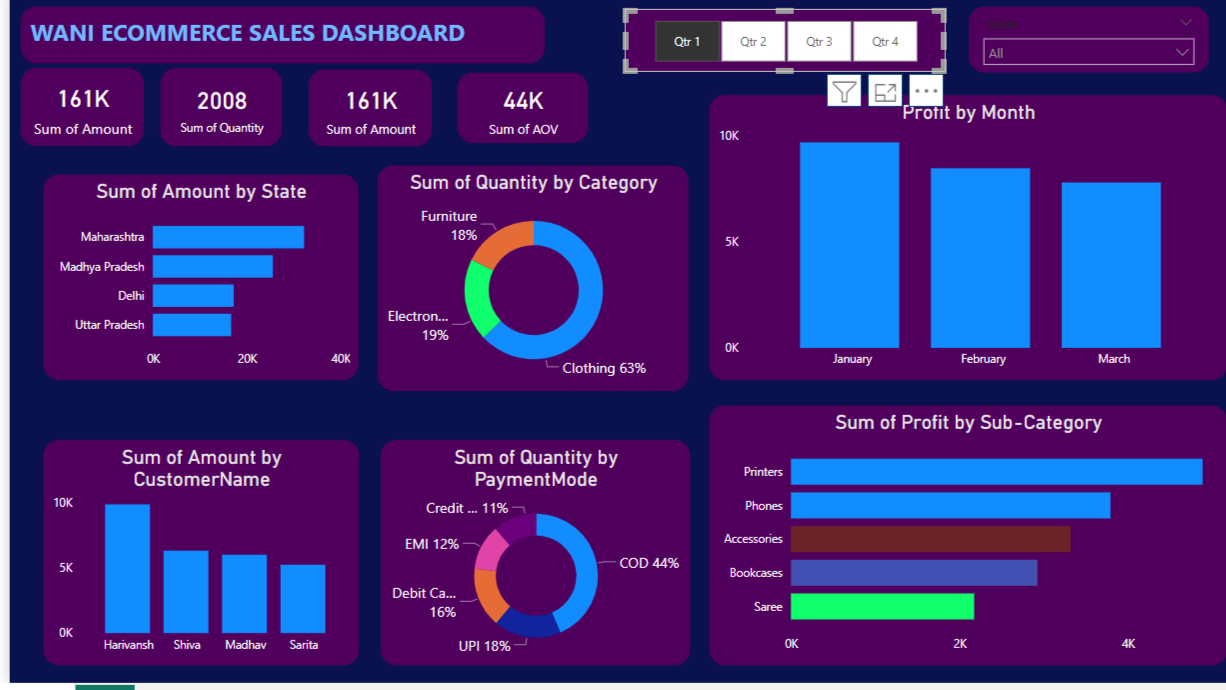 WANI ECOMMERCE SALES DASHBOARD
Qtr 1
Qtr 2
Qtr 3
Qtr 4
All
161K
Sum of Amount
2008
Sum of Quantity
161K
Sum of Amount
44K
Sum of AOV
Sum of Amount by State
Maharashtra
Madhya Pradesh
Delhi
Uttar Pradesh
0K
20K
40K
Sum of Quantity by Category
Furniture
18%
Electron...
19%
Clothing 63%
Profit by Month
10K
5K
0K
January
February
March
Sum of Amount by
CustomerName
10K
5K
0K
Harivansh
Shiva
Madhav
Sarita
Sum of Quantity by
PaymentMode
Credit ... 11%
EMI 12%
Debit Ca...
16%
UPI 18%
COD 44%
Sum of Profit by Sub-Category
Printers
Phones
Accessories
Bookcases
Saree
0K
2K
4K